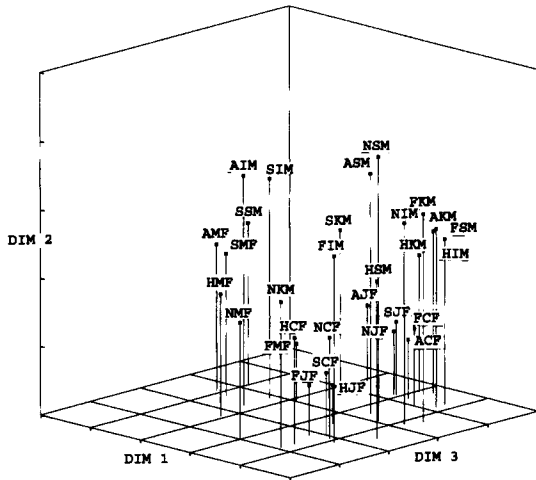 NSM
AIM
SIM
ASM
SSM
FKM
NIM
AKM
FSM
AMF
SKM
DIM 2
SMF
FIM
HKM
HIM
HMF
HSM
NKM
AJF
NMF
HCF
NCF
SJF
FCF
NJF
FMF
ACF
SCF
FJF
HJF
DIM 1
DIM 3